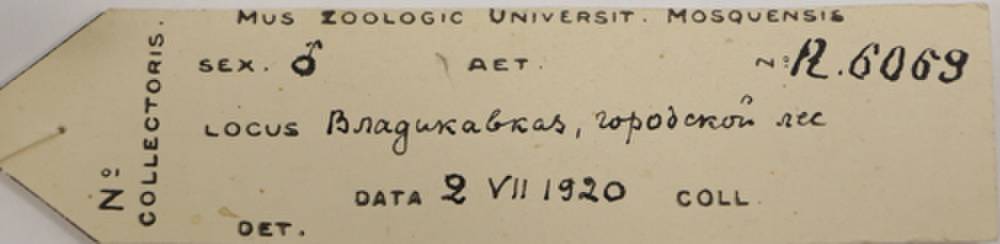 MUS ZOOLOGIC UNIVERSIT. MOSQUENSIS
SEX. ♂ AET. №: R.6069
LOCUS Владикавказ, городской лес
DATA 2 VII 1920 COLL.
DET.
№:
COLLECTORIS.